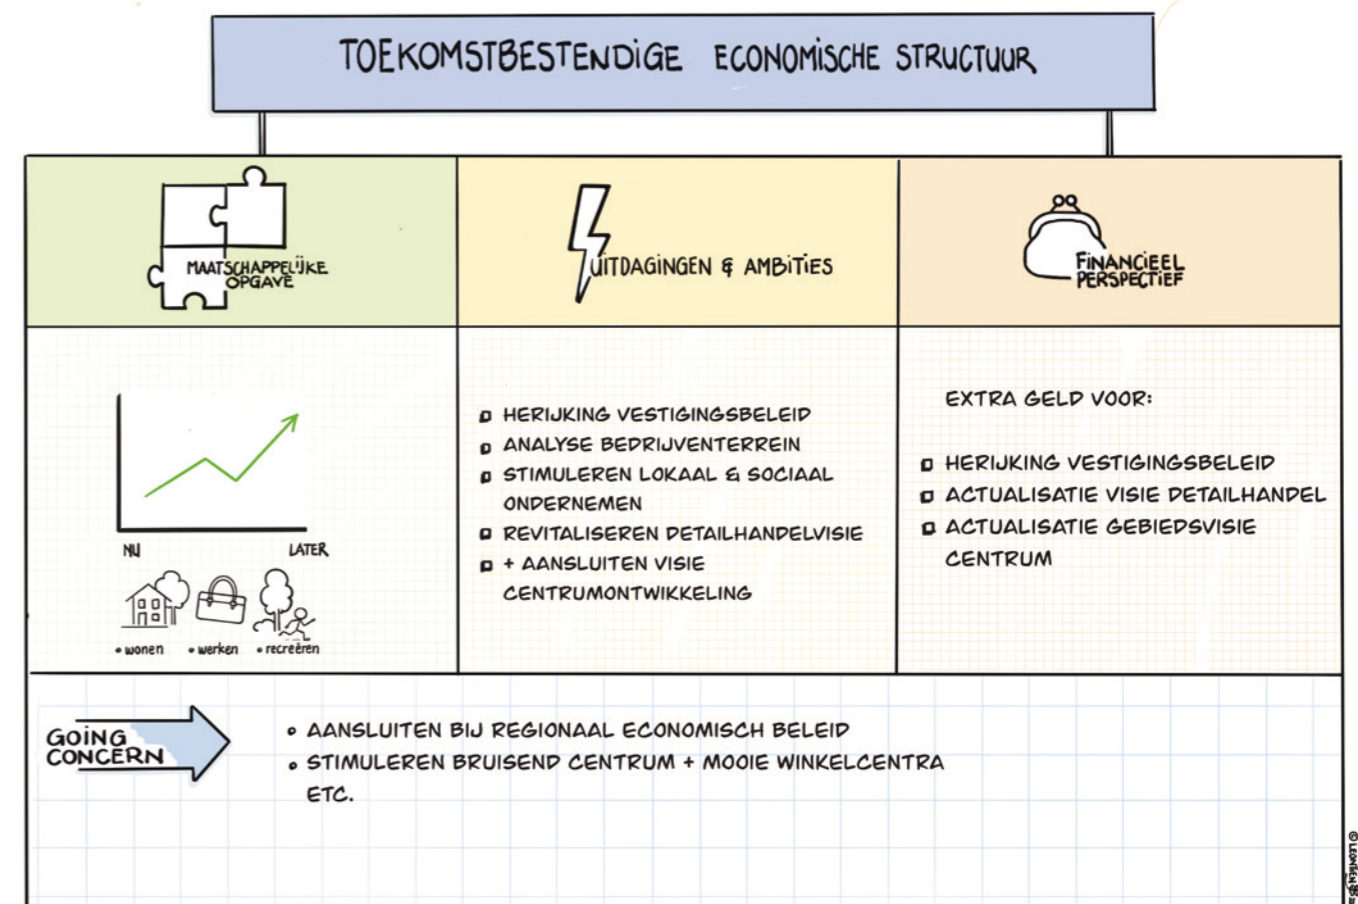 TOEKOMSTBESTENDIGE ECONOMISCHE STRUCTUUR
MAATSCHAPPELIJKE
OPGAVE
UITDAGINGEN & AMBITIES
FINANCIEEL
PERSPECTIEF
NU
LATER
• wonen • werken • recreëren
HERIJKING VESTIGINGSBELEID
ANALYSE BEDRIJVENTERREIN
STIMULEREN LOKAAL & SOCIAAL
ONDERNEMEN
REVITALISEREN DETAILHANDELVISIE
+ AANSLUITEN VISIE
CENTRUMONTWIKKELING
EXTRA GELD VOOR:
HERIJKING VESTIGINGSBELEID
ACTUALISATIE VISIE DETAILHANDEL
ACTUALISATIE GEBIEDSVISIE
CENTRUM
GOING
CONCERN
• AANSLUITEN BIJ REGIONAAL ECONOMISCH BELEID
• STIMULEREN BRUISEND CENTRUM + MOOIE WINKELCENTRA
ETC.